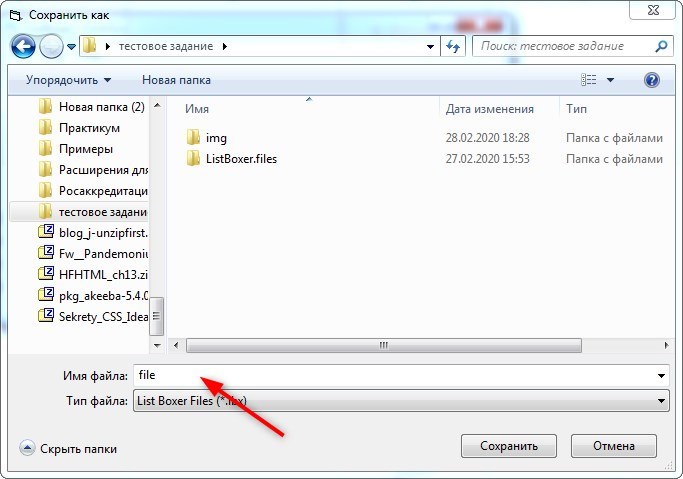 Сохранить как
тестовое задание
Поиск: тестовое задание
Упорядочить Новая папка
Имя Дата изменения Тип
Новая папка (2)
Практикум
Примеры
Расширения для
Росаккредитаци
тестовое задани
blog_j-unzipfirst.
Fw__Pandemoniu
HFHTML_ch13.zi
pkg_akeeba-5.4.0
Sekrety_CSS_Idea
img 28.02.2020 18:28 Папка с файлами
ListBoxer.files 27.02.2020 15:53 Папка с файлами
Имя файла: file
Тип файла: List Boxer Files (*.lbx)
Скрыть папки Сохранить Отмена